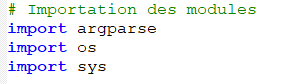 # Importation des modules
import argparse
import os
import sys